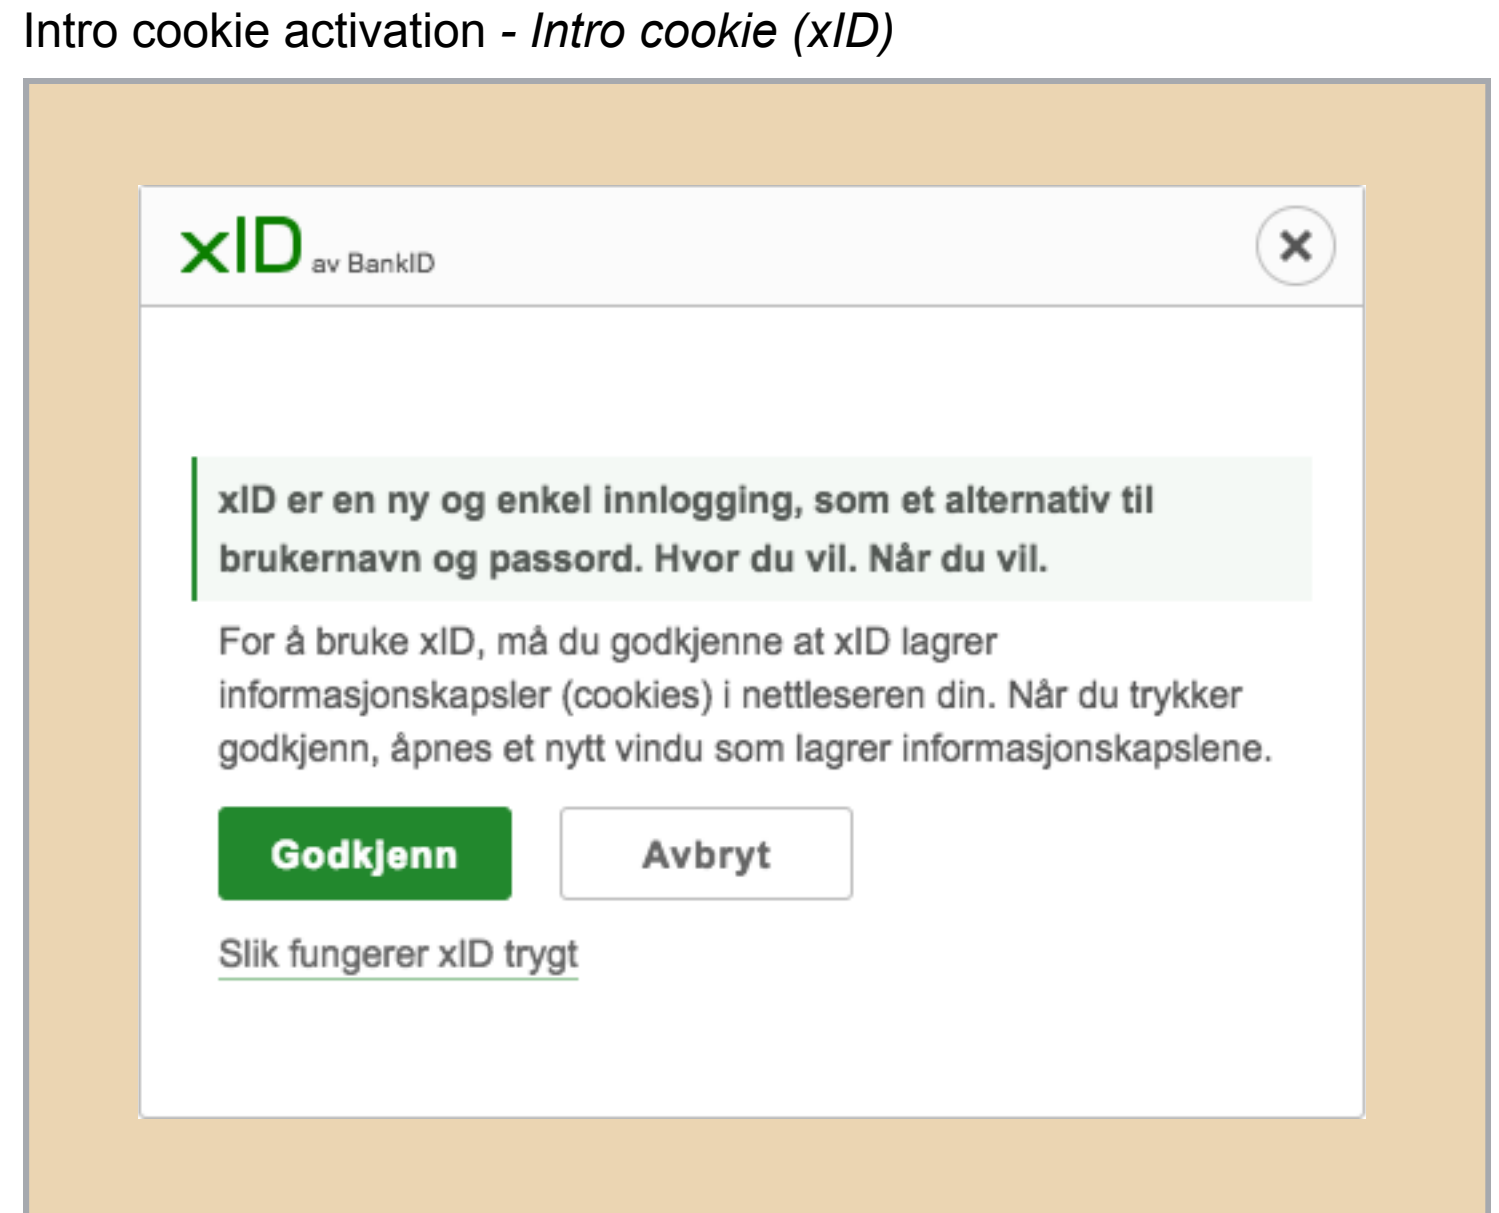 Intro cookie activation - Intro cookie (xID)
xID av BankID
xID er en ny og enkel innlogging, som et alternativ til
brukernavn og passord. Hvor du vil. Når du vil.
For å bruke xID, må du godkjenne at xID lagrer
informasjonskapsler (cookies) i nettleseren din. Når du trykker
godkjenn, åpnes et nytt vindu som lagrer informasjonskapslene.
Godkjenn Avbryt
Slik fungerer xID trygt